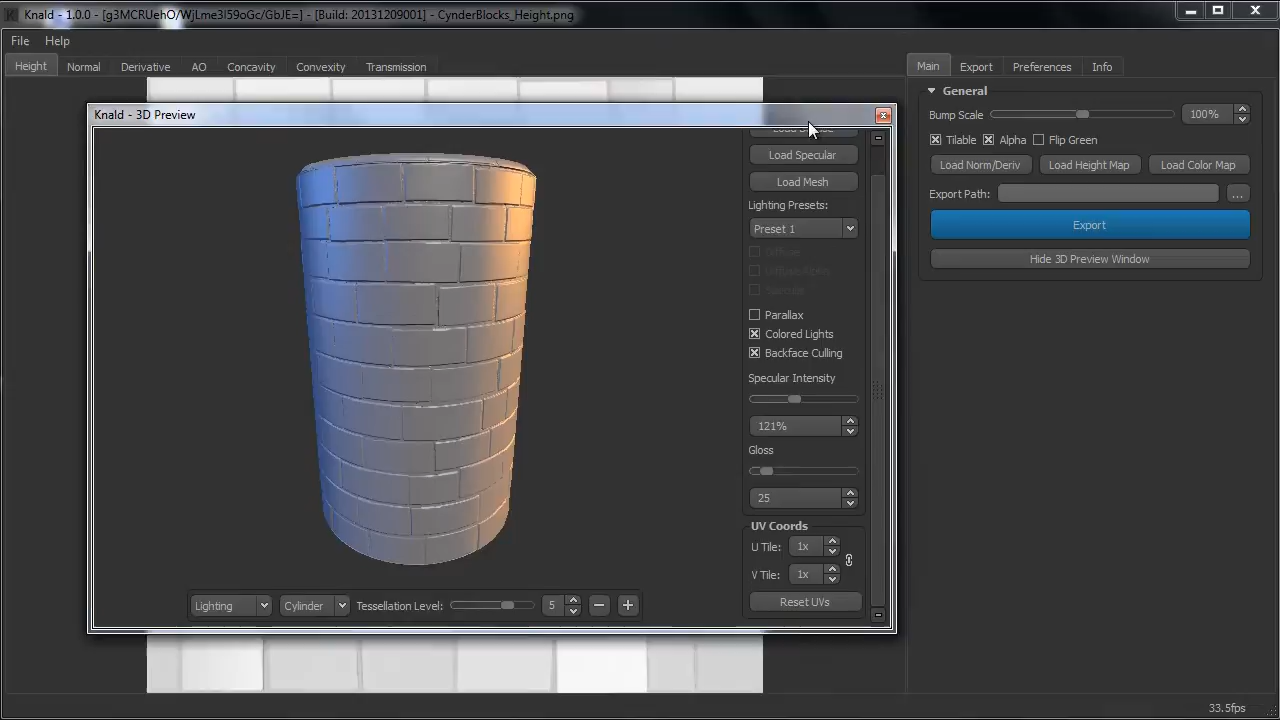 Knald - 1.0.0 - [g3MCRUehO/WjLme3I59oGc/GbJE=] - [Build: 20131209001] - CynderBlocks_Height.png
File Help
Height Normal Derivative AO Concavity Convexity Transmission
Main Export Preferences Info
General
Bump Scale 100%
Tilable Alpha Flip Green
Load Norm/Deriv Load Height Map Load Color Map
Export Path: ...
Export
Hide 3D Preview Window
Knald - 3D Preview
Load Specular
Load Mesh
Lighting Presets:
Preset 1
Diffuse
Parallax
Colored Lights
Backface Culling
Specular Intensity
121%
Gloss
25
UV Coords
U Tile: 1x
V Tile: 1x
Reset UVs
Lighting Cylinder Tessellation Level: 5
33.5fps